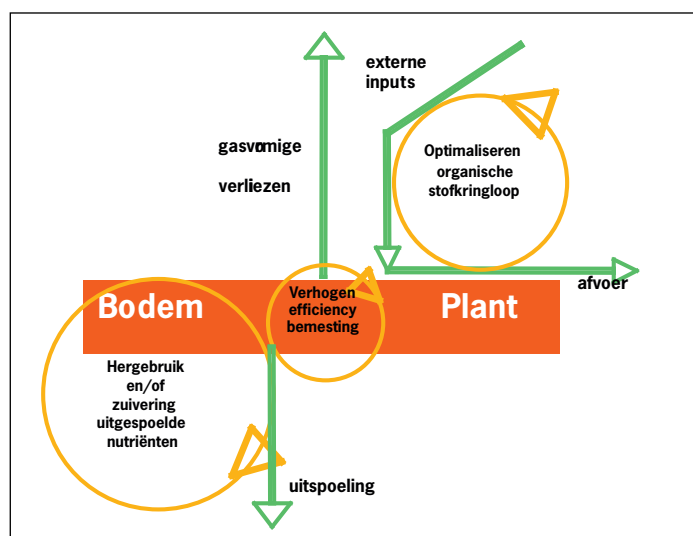 externe
inputs
gasvomige
verliezen
Optimaliseren
organische
stofkringloop
afvoer
Bodem
Verhogen
efficiency
bemesting
Plant
Hergebruik
en/of
zuivering
uitgespoelde
nutriënten
uitspoeling